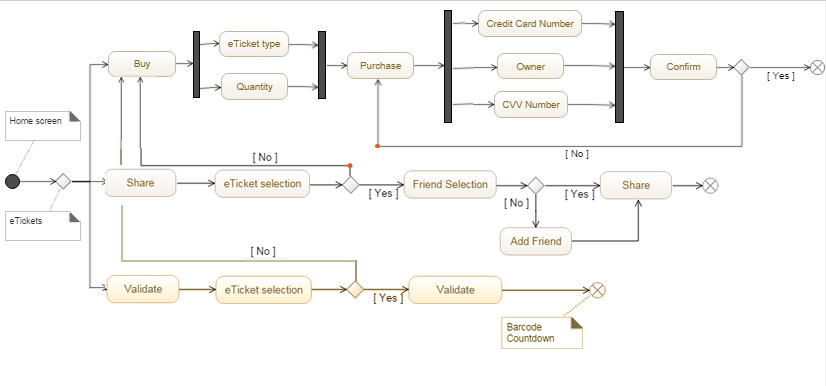 Credit Card Number
eTicket type
Buy
Purchase
Owner
Confirm
[ Yes ]
Quantity
CVV Number
Home screen
[ No ]
[ No ]
Share
eTicket selection
[ Yes ]
Friend Selection
[ No ]
[ Yes ]
Share
eTickets
Add Friend
[ No ]
Validate
eTicket selection
[ Yes ]
Validate
Barcode
Countdown